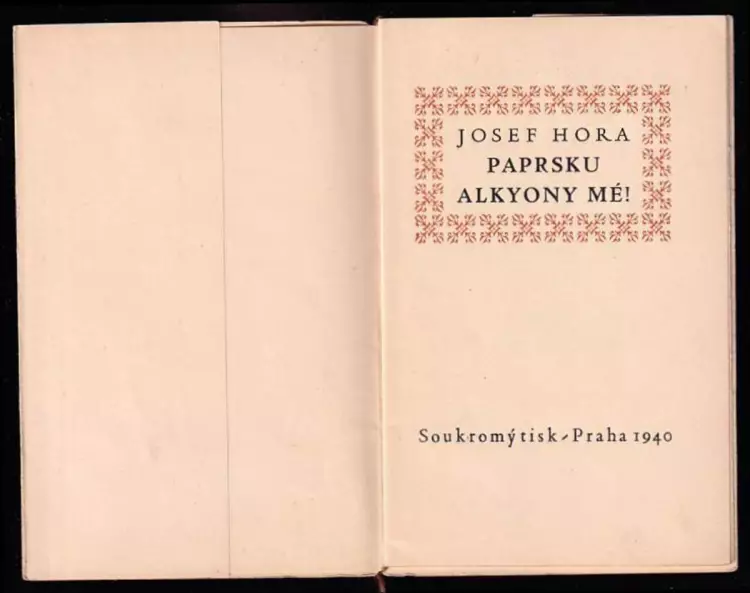 JOSEF HORA
PAPRSKU
ALKYONY MÉ!
Soukromý tisk - Praha 1940